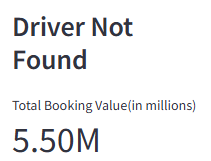 Driver Not
Found
Total Booking Value(in millions)
5.50M